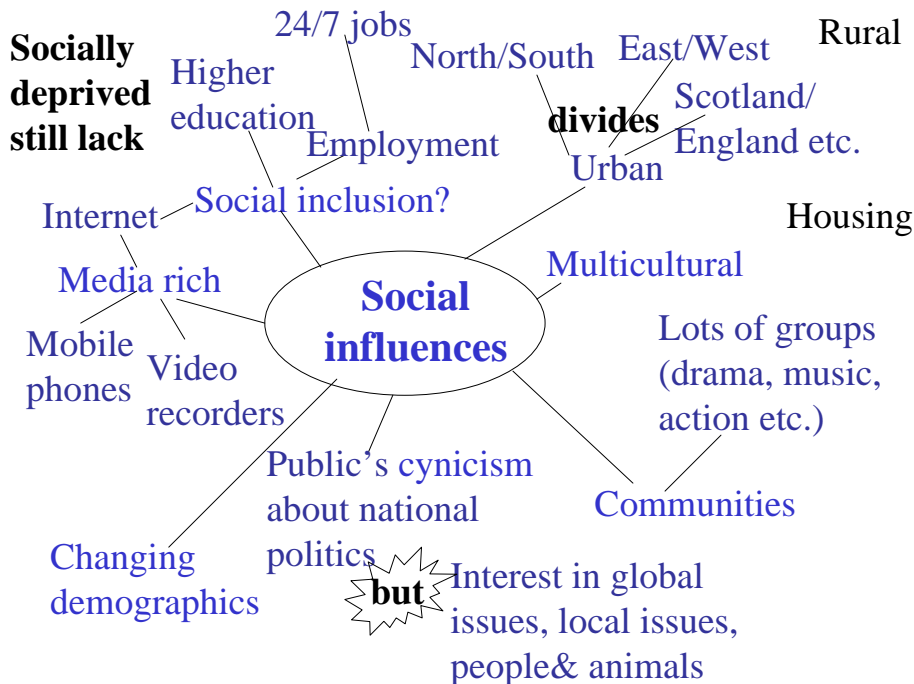 Socially
deprived
still lack
24/7 jobs
Higher
education
Employment
Social inclusion?
North/South
East/West
Rural
divides
Scotland/
England etc.
Urban
Housing
Internet
Media rich
Mobile
phones
Video
recorders
Social
influences
Multicultural
Lots of groups
(drama, music,
action etc.)
Communities
Public’s cynicism
about national
politics
but
Interest in global
issues, local issues,
people& animals
Changing
demographics